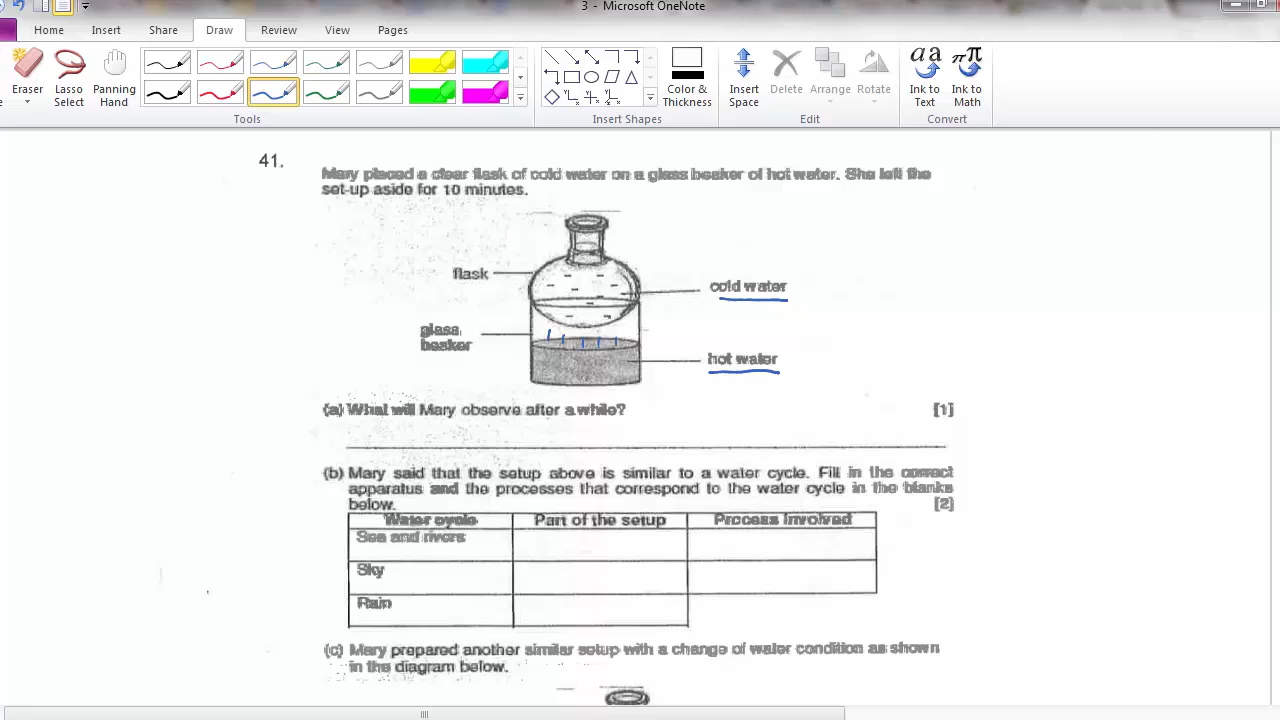 3 - Microsoft OneNote
Home Insert Share Draw Review View Pages
Eraser Lasso Select Panning Hand Color & Thickness Insert Space Delete Arrange Rotate Ink to Text Ink to Math
Tools Insert Shapes Edit Convert
41.
Mary placed a clear flask of cold water on a glass beaker of hot water. She left the
set-up aside for 10 minutes.
flask
cold water
glass
beaker
hot water
(a) What will Mary observe after a while? [1]
(b) Mary said that the setup above is similar to a water cycle. Fill in the correct
apparatus and the processes that correspond to the water cycle in the blanks
below. [2]
Water cycle Part of the setup Process Involved
Sea and rivers
Sky
Rain
(c) Mary prepared another similar setup with a change of water condition as shown
in the diagram below.